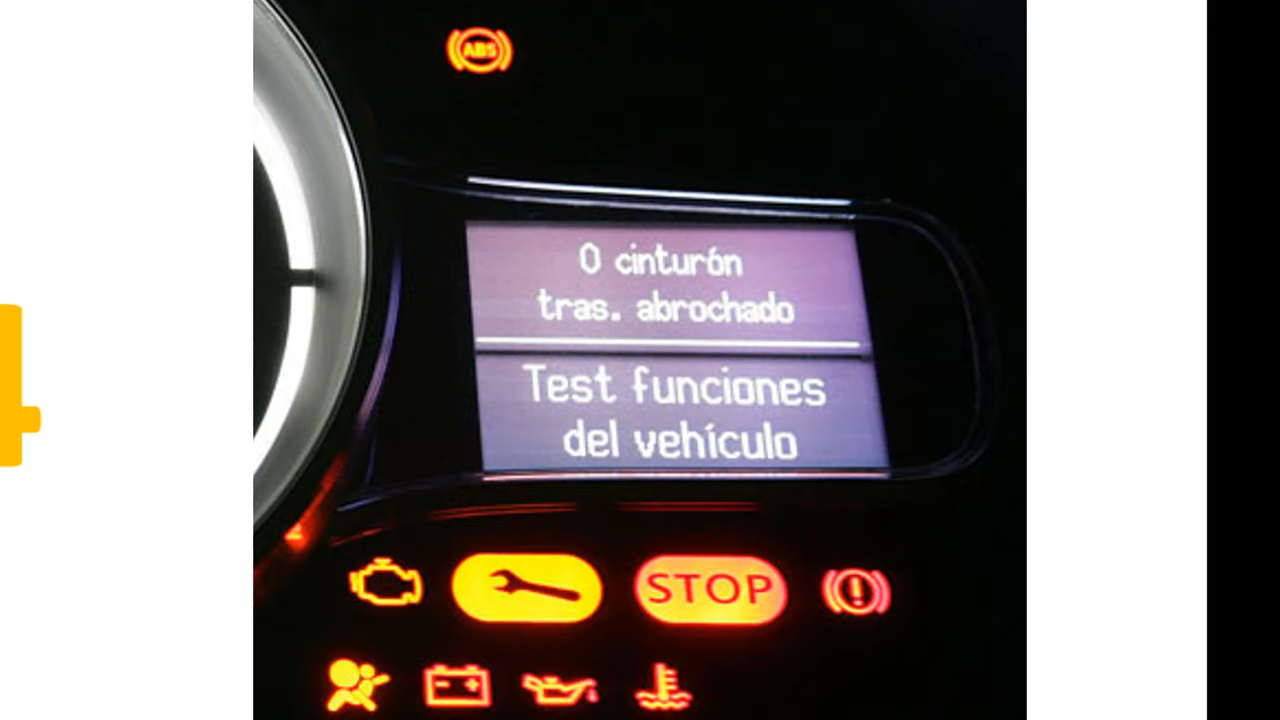 ABS
0 cinturón
tras. abrochado
Test funciones
del vehículo
STOP